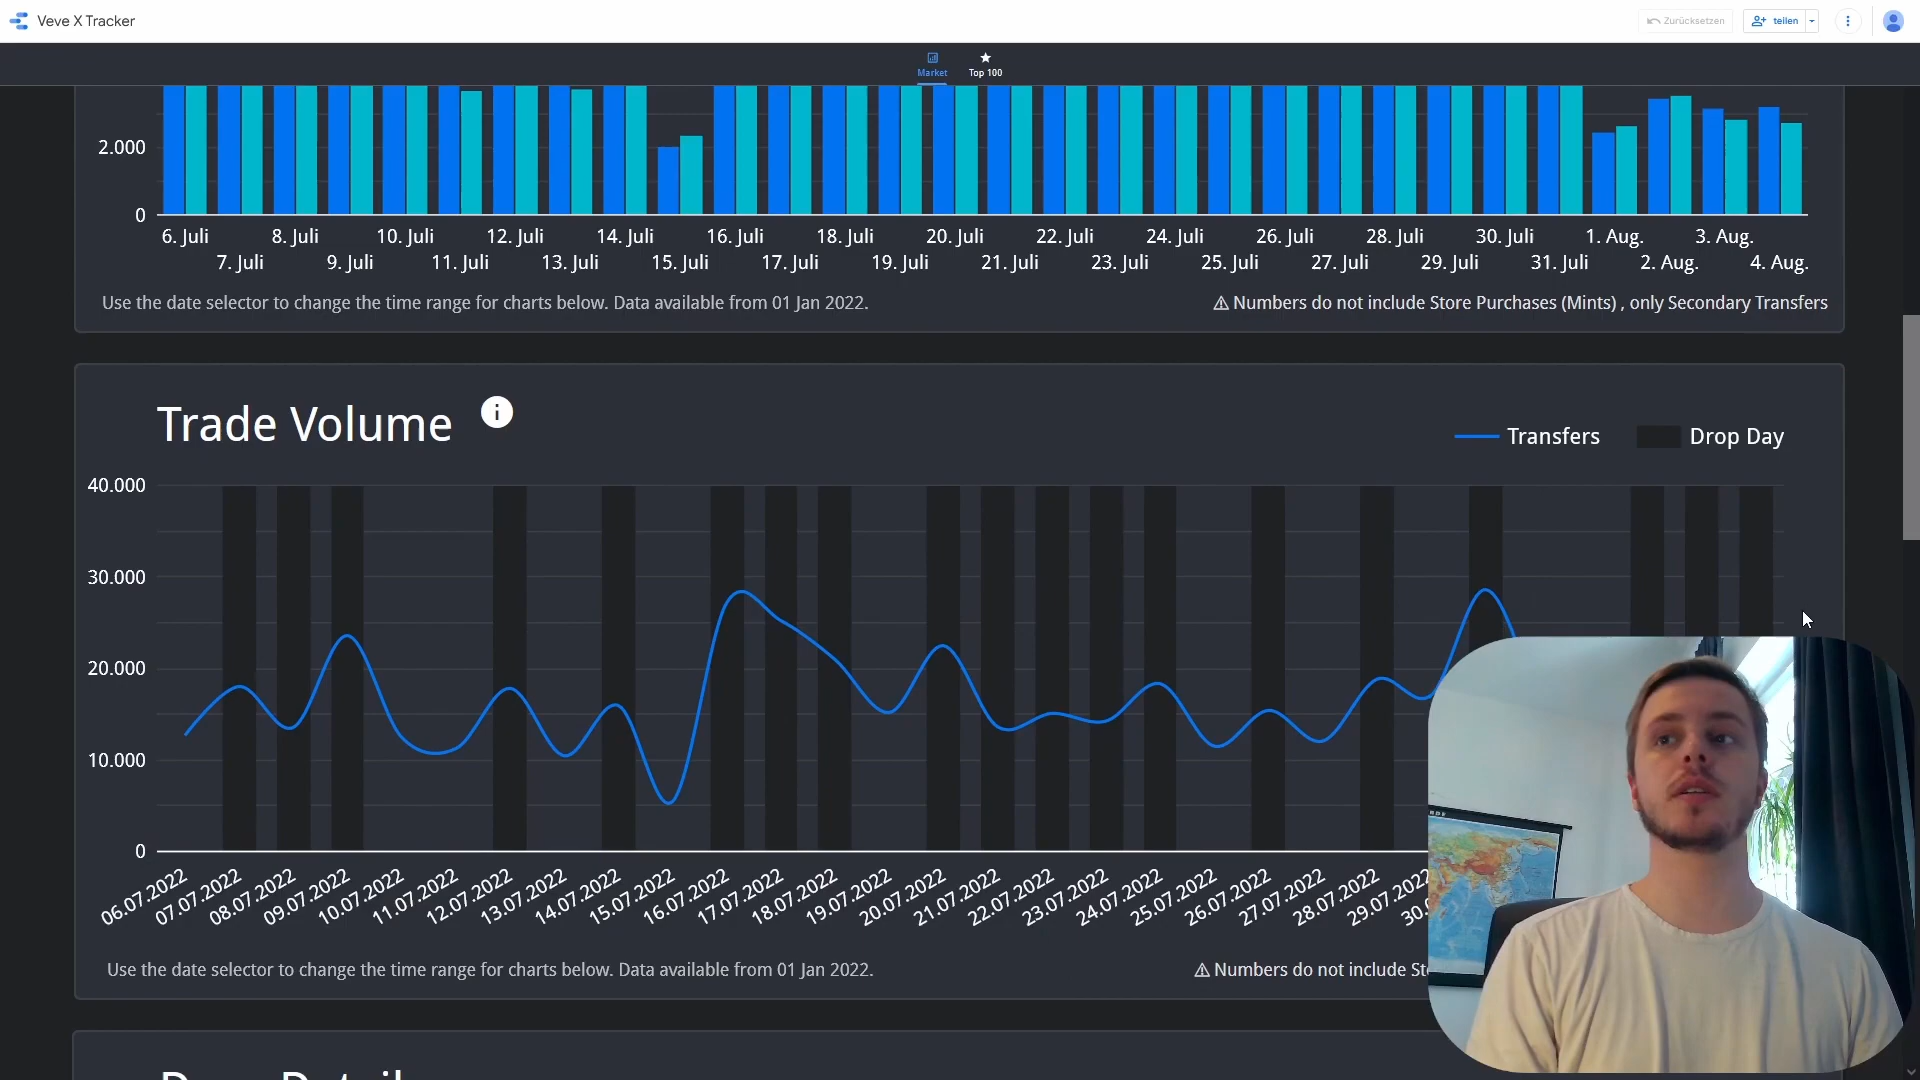 Veve X Tracker
Zurücksetzen
teilen
Market
Top 100
2.000
0
6. Juli 8. Juli 10. Juli 12. Juli 14. Juli 16. Juli 18. Juli 20. Juli 22. Juli 24. Juli 26. Juli 28. Juli 30. Juli 1. Aug. 3. Aug.
7. Juli 9. Juli 11. Juli 13. Juli 15. Juli 17. Juli 19. Juli 21. Juli 23. Juli 25. Juli 27. Juli 29. Juli 31. Juli 2. Aug. 4. Aug.
Use the date selector to change the time range for charts below. Data available from 01 Jan 2022.
⚠ Numbers do not include Store Purchases (Mints) , only Secondary Transfers
Trade Volume
Transfers
Drop Day
40.000
30.000
20.000
10.000
0
06.07.2022 07.07.2022 08.07.2022 09.07.2022 10.07.2022 11.07.2022 12.07.2022 13.07.2022 14.07.2022 15.07.2022 16.07.2022 17.07.2022 18.07.2022 19.07.2022 20.07.2022 21.07.2022 22.07.2022 23.07.2022 24.07.2022 25.07.2022 26.07.2022 27.07.2022 28.07.2022 29.07.2022 30.
Use the date selector to change the time range for charts below. Data available from 01 Jan 2022.
⚠ Numbers do not include